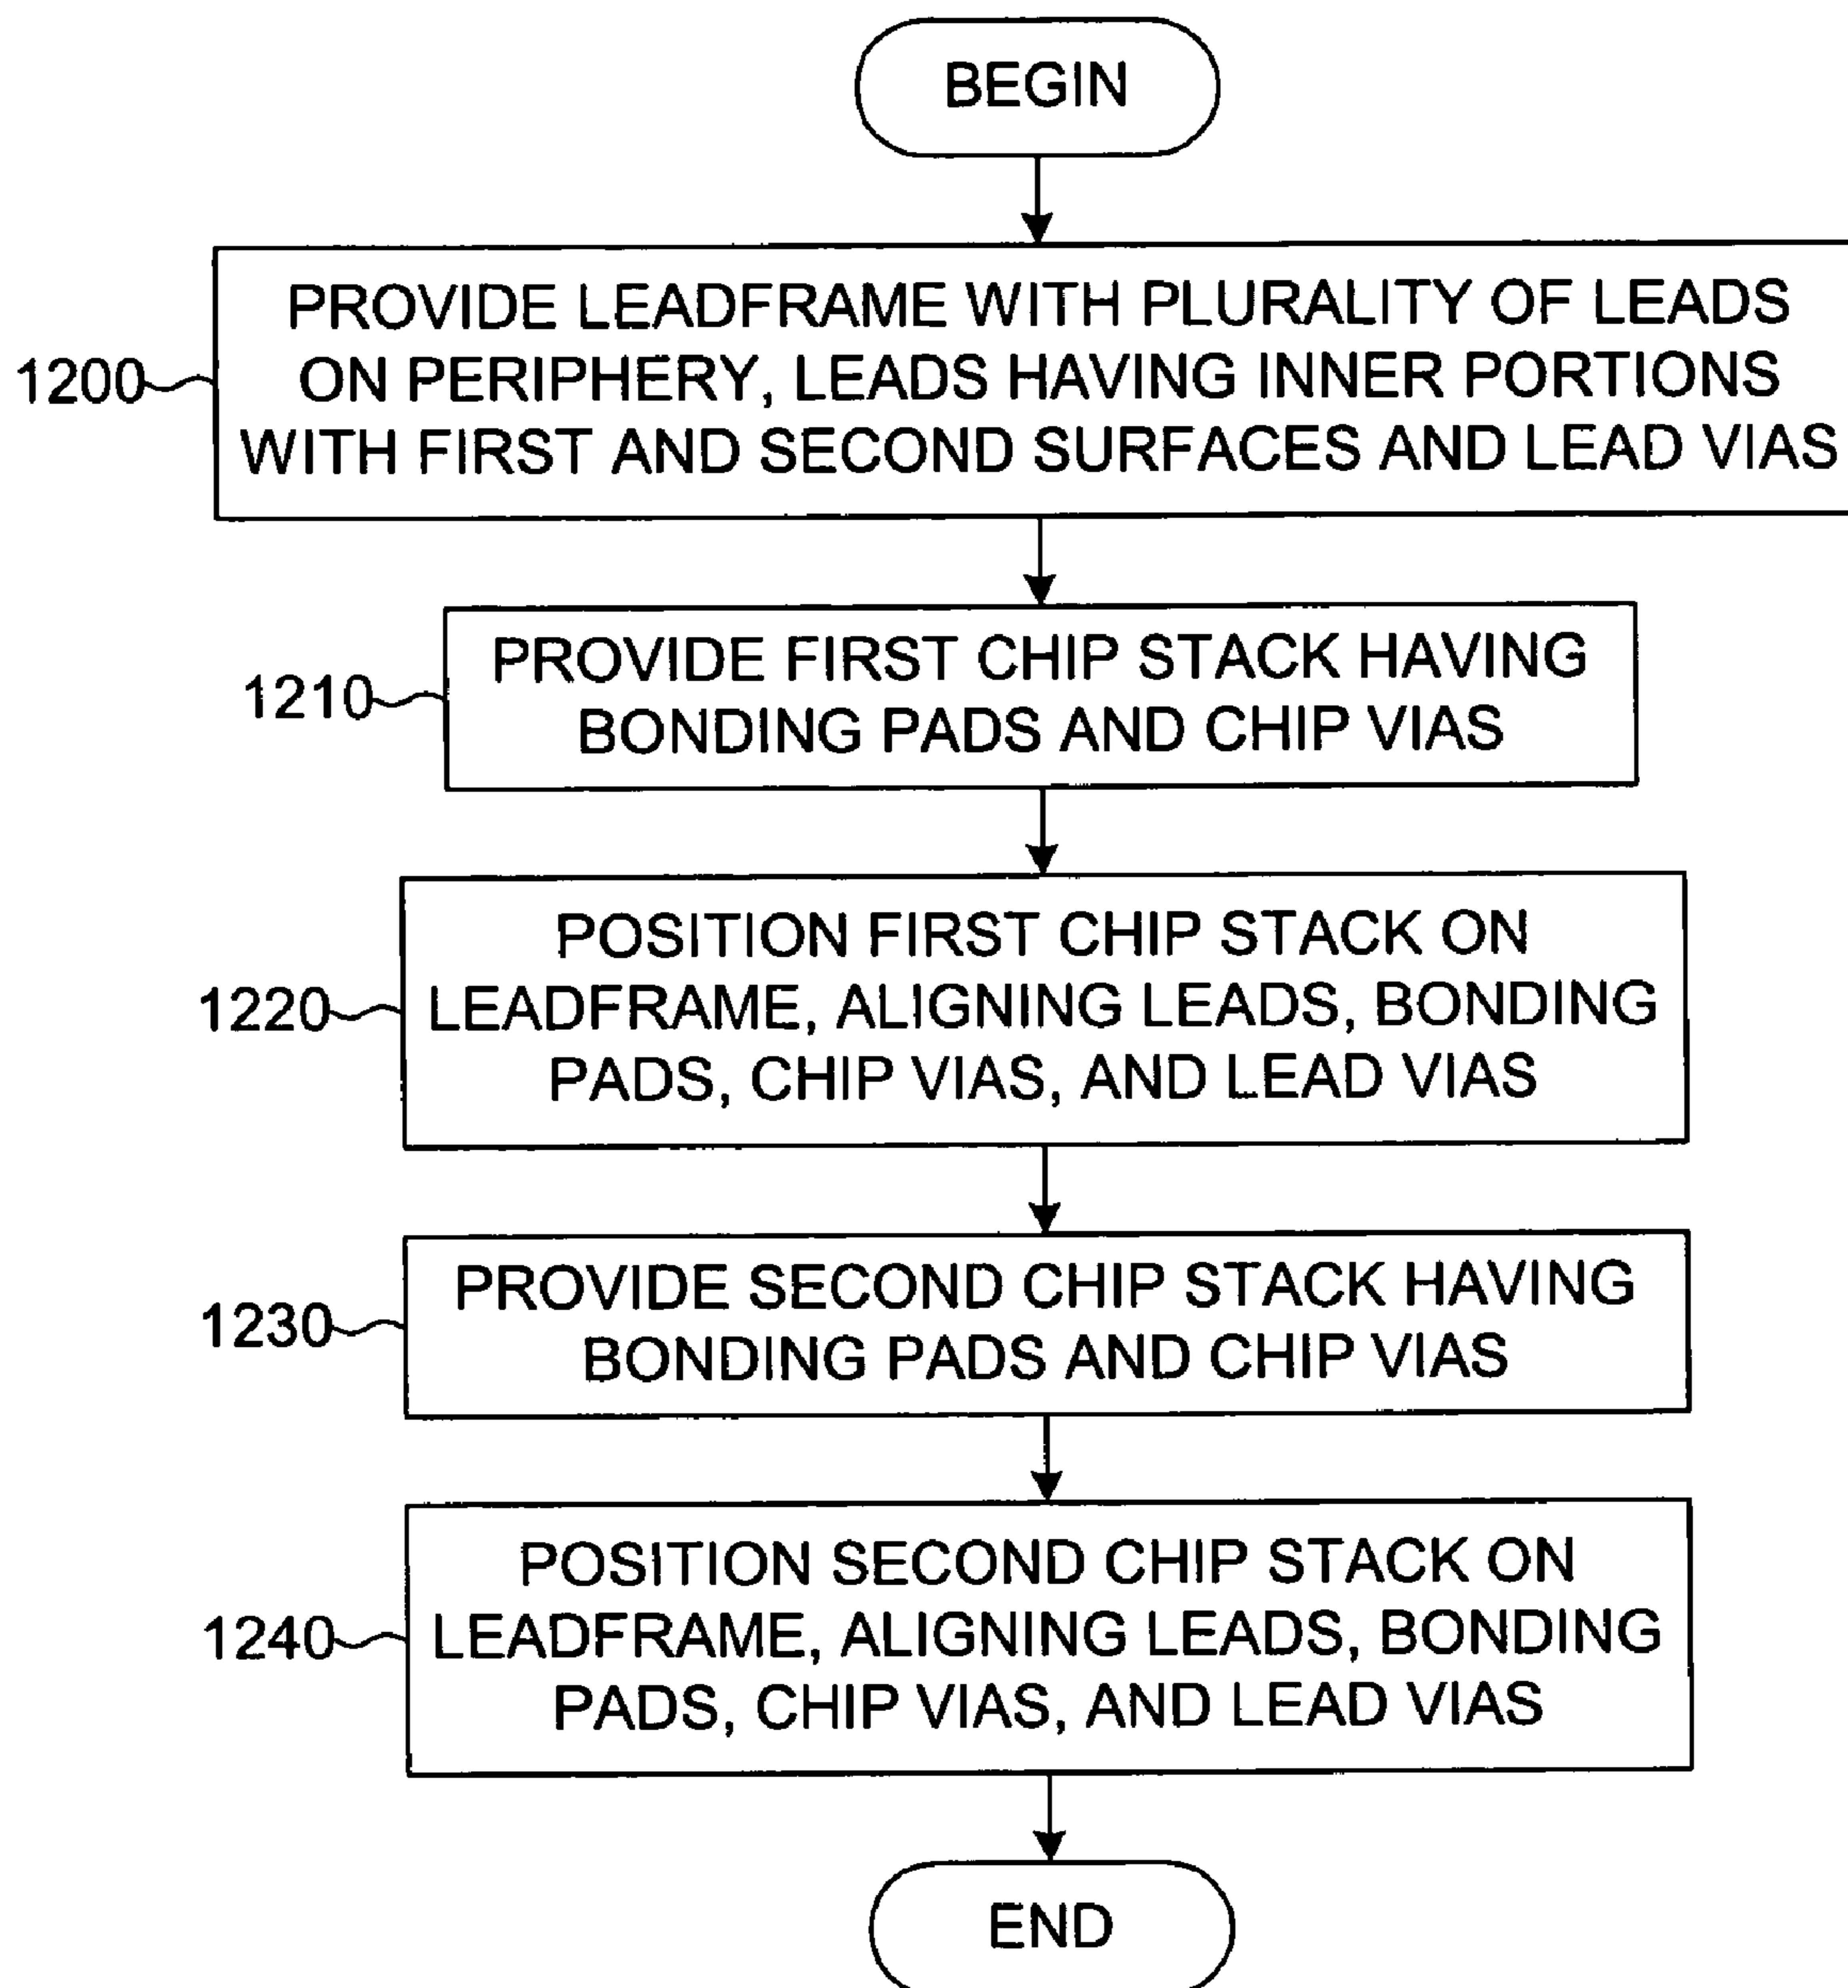 BEGIN
PROVIDE LEADFRAME WITH PLURALITY OF LEADS
ON PERIPHERY, LEADS HAVING INNER PORTIONS
WITH FIRST AND SECOND SURFACES AND LEAD VIAS
1200
PROVIDE FIRST CHIP STACK HAVING
BONDING PADS AND CHIP VIAS
1210
POSITION FIRST CHIP STACK ON
LEADFRAME, ALIGNING LEADS, BONDING
PADS, CHIP VIAS, AND LEAD VIAS
1220
PROVIDE SECOND CHIP STACK HAVING
BONDING PADS AND CHIP VIAS
1230
POSITION SECOND CHIP STACK ON
LEADFRAME, ALIGNING LEADS, BONDING
PADS, CHIP VIAS, AND LEAD VIAS
1240
END